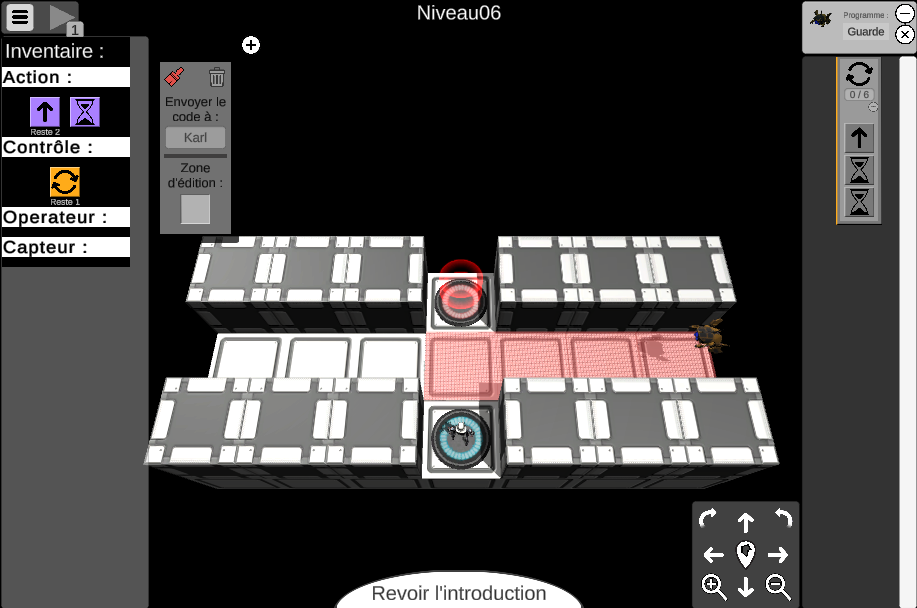 Niveau06
1
Inventaire :
Action :
Reste 2
Contrôle :
Reste 1
Operateur :
Capteur :
Envoyer le
code à :
Karl
Zone
d'édition :
Programme :
Guarde
0 / 6
Revoir l'introduction